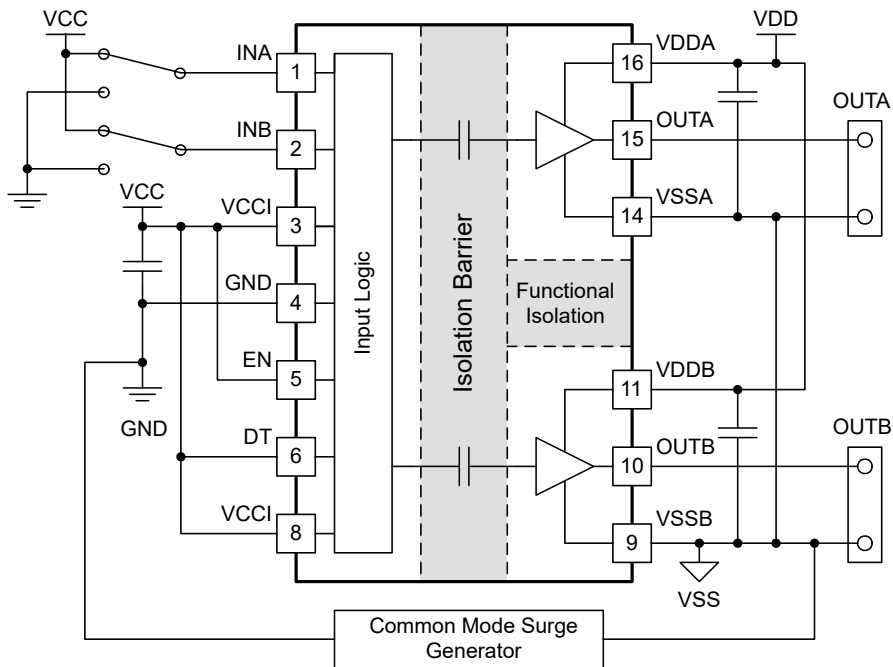 VCC
INA
1
INB
2
VCC
VCCI
3
GND
4
EN
5
GND
DT
6
VCCI
8
Input Logic
Isolation Barrier
Functional
Isolation
VDD
VDDA
16
OUTA
15
VSSA
14
OUTA
VDDB
11
OUTB
10
VSSB
9
OUTB
VSS
Common Mode Surge
Generator